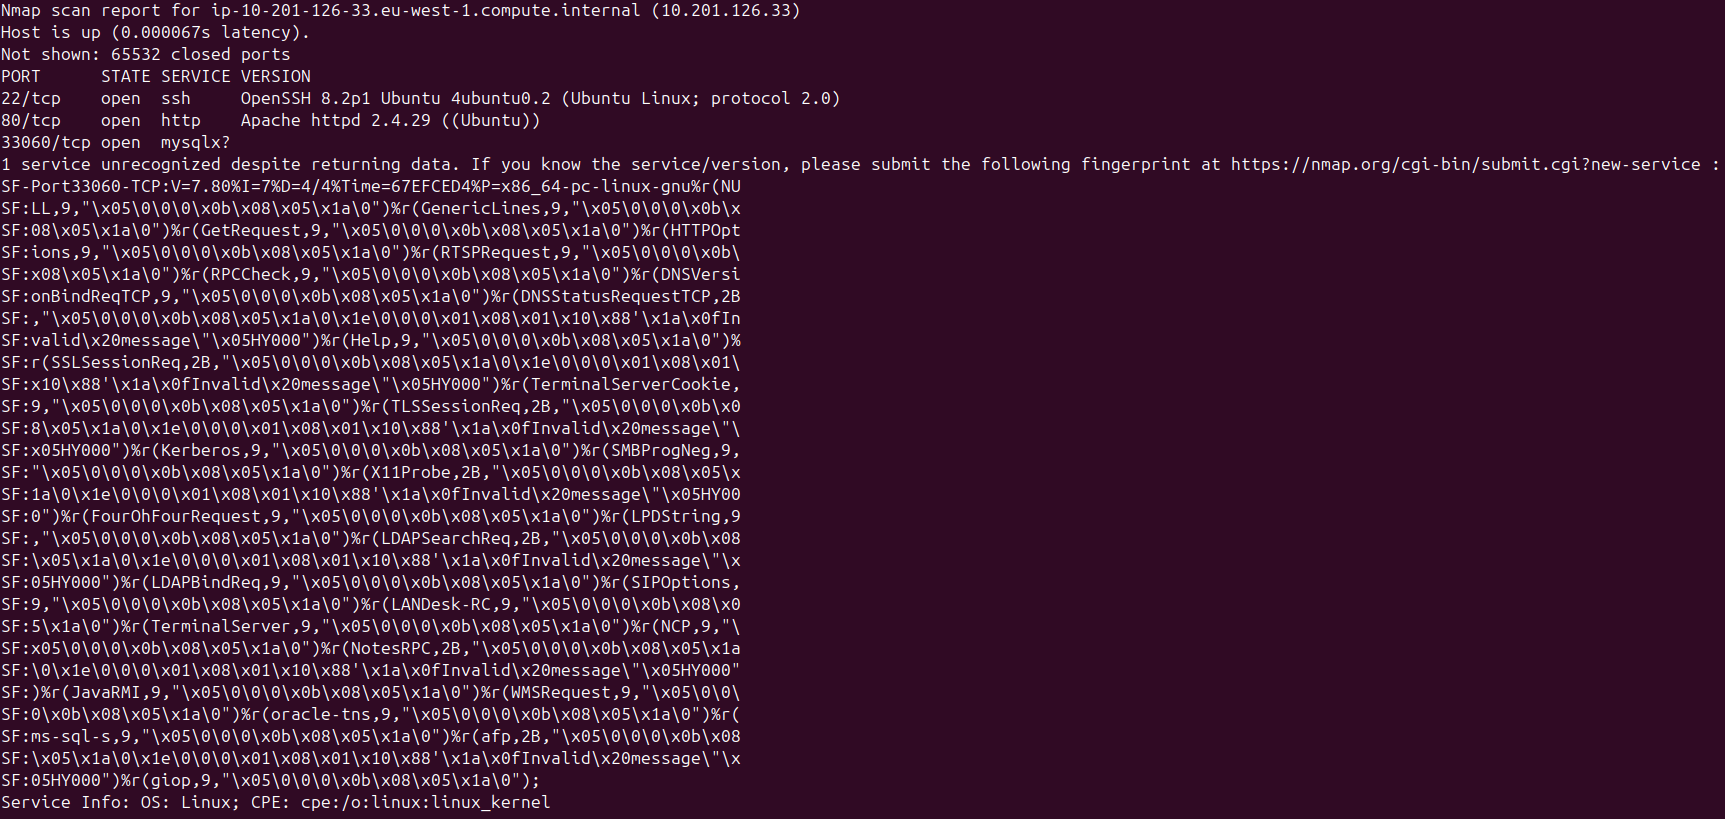 Nmap scan report for ip-10-201-126-33.eu-west-1.compute.internal (10.201.126.33)
Host is up (0.000067s latency).
Not shown: 65532 closed ports
PORT      STATE SERVICE VERSION
22/tcp    open  ssh     OpenSSH 8.2p1 Ubuntu 4ubuntu0.2 (Ubuntu Linux; protocol 2.0)
80/tcp    open  http    Apache httpd 2.4.29 ((Ubuntu))
33060/tcp open  mysqlx?
1 service unrecognized despite returning data. If you know the service/version, please submit the following fingerprint at https://nmap.org/cgi-bin/submit.cgi?new-service :
SF-Port33060-TCP:V=7.80%I=7%D=4/4%Time=67EFCED4%P=x86_64-pc-linux-gnu%r(NU
SF:LL,9,"\x05\0\0\0\x0b\x08\x05\x1a\0")%r(GenericLines,9,"\x05\0\0\0\x0b\x
SF:08\x05\x1a\0")%r(GetRequest,9,"\x05\0\0\0\x0b\x08\x05\x1a\0")%r(HTTPOpt
SF:ions,9,"\x05\0\0\0\x0b\x08\x05\x1a\0")%r(RTSPRequest,9,"\x05\0\0\0\x0b\
SF:x08\x05\x1a\0")%r(RPCCheck,9,"\x05\0\0\0\x0b\x08\x05\x1a\0")%r(DNSVersi
SF:onBindReqTCP,9,"\x05\0\0\0\x0b\x08\x05\x1a\0")%r(DNSStatusRequestTCP,2B
SF:,"\x05\0\0\0\x0b\x08\x05\x1a\0\x1e\0\0\0\x01\x08\x01\x10\x88'\x1a\x0fIn
SF:valid\x20message\"\x05HY000")%r(Help,9,"\x05\0\0\0\x0b\x08\x05\x1a\0")%
SF:r(SSLSessionReq,2B,"\x05\0\0\0\x0b\x08\x05\x1a\0\x1e\0\0\0\x01\x08\x01\
SF:x10\x88'\x1a\x0fInvalid\x20message\"\x05HY000")%r(TerminalServerCookie,
SF:9,"\x05\0\0\0\x0b\x08\x05\x1a\0")%r(TLSSessionReq,2B,"\x05\0\0\0\x0b\x0
SF:8\x05\x1a\0\x1e\0\0\0\x01\x08\x01\x10\x88'\x1a\x0fInvalid\x20message\"\
SF:x05HY000")%r(Kerberos,9,"\x05\0\0\0\x0b\x08\x05\x1a\0")%r(SMBProgNeg,9,
SF:"\x05\0\0\0\x0b\x08\x05\x1a\0")%r(X11Probe,2B,"\x05\0\0\0\x0b\x08\x05\x
SF:1a\0\x1e\0\0\0\x01\x08\x01\x10\x88'\x1a\x0fInvalid\x20message\"\x05HY00
SF:0")%r(FourOhFourRequest,9,"\x05\0\0\0\x0b\x08\x05\x1a\0")%r(LPDString,9
SF:,"\x05\0\0\0\x0b\x08\x05\x1a\0")%r(LDAPSearchReq,2B,"\x05\0\0\0\x0b\x08
SF:\x05\x1a\0\x1e\0\0\0\x01\x08\x01\x10\x88'\x1a\x0fInvalid\x20message\"\x
SF:05HY000")%r(LDAPBindReq,9,"\x05\0\0\0\x0b\x08\x05\x1a\0")%r(SIPOptions,
SF:9,"\x05\0\0\0\x0b\x08\x05\x1a\0")%r(LANDesk-RC,9,"\x05\0\0\0\x0b\x08\x0
SF:5\x1a\0")%r(TerminalServer,9,"\x05\0\0\0\x0b\x08\x05\x1a\0")%r(NCP,9,"\
SF:x05\0\0\0\x0b\x08\x05\x1a\0")%r(NotesRPC,2B,"\x05\0\0\0\x0b\x08\x05\x1a
SF:\0\x1e\0\0\0\x01\x08\x01\x10\x88'\x1a\x0fInvalid\x20message\"\x05HY000"
SF:)%r(JavaRMI,9,"\x05\0\0\0\x0b\x08\x05\x1a\0")%r(WMSRequest,9,"\x05\0\0\
SF:0\x0b\x08\x05\x1a\0")%r(oracle-tns,9,"\x05\0\0\0\x0b\x08\x05\x1a\0")%r(
SF:ms-sql-s,9,"\x05\0\0\0\x0b\x08\x05\x1a\0")%r(afp,2B,"\x05\0\0\0\x0b\x08
SF:\x05\x1a\0\x1e\0\0\0\x01\x08\x01\x10\x88'\x1a\x0fInvalid\x20message\"\x
SF:05HY000")%r(giop,9,"\x05\0\0\0\x0b\x08\x05\x1a\0");
Service Info: OS: Linux; CPE: cpe:/o:linux:linux_kernel